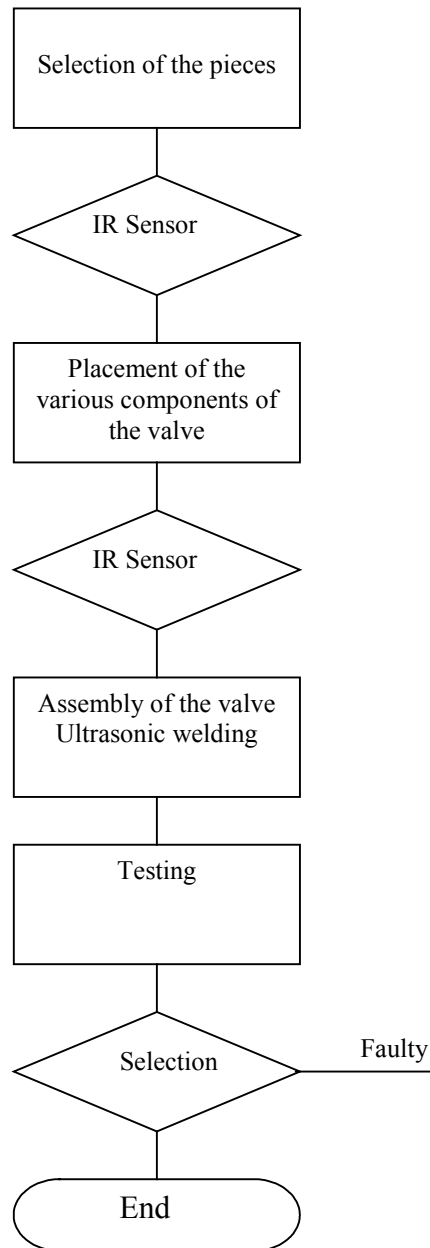 Selection of the pieces
IR Sensor
Placement of the
various components of
the valve
IR Sensor
Assembly of the valve
Ultrasonic welding
Testing
Selection
Faulty
End